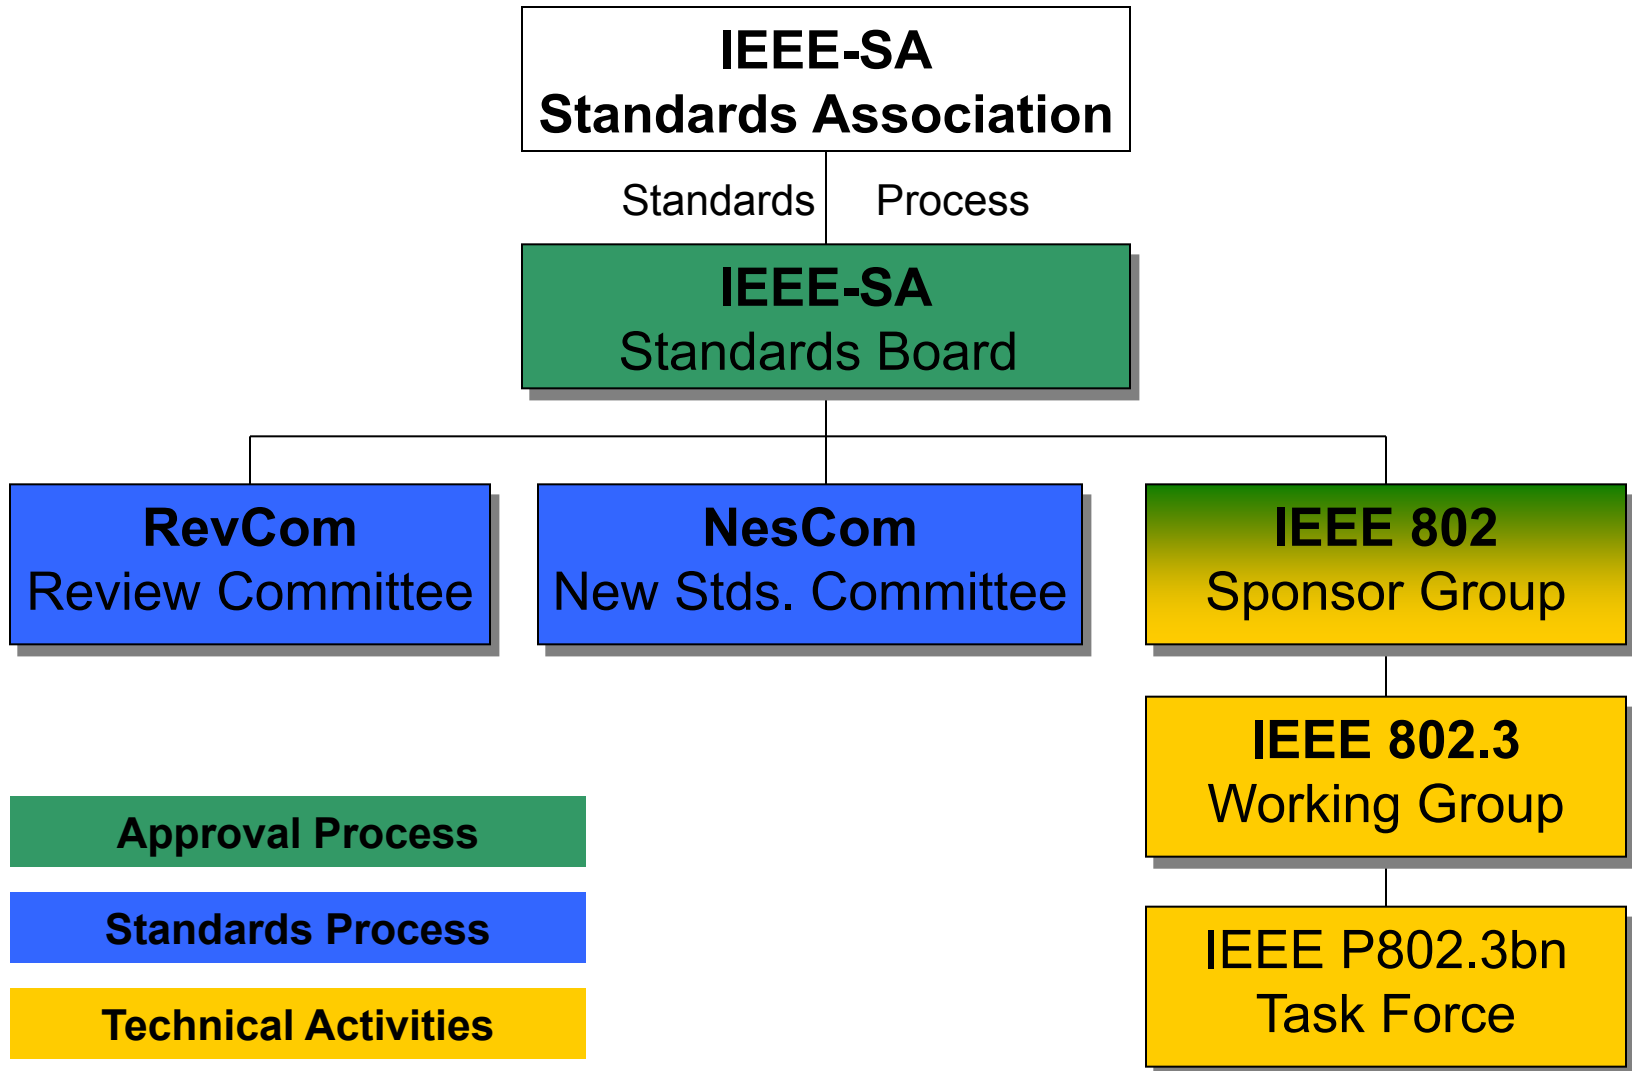 IEEE-SA
Standards Association
Standards Process
IEEE-SA
Standards Board
RevCom
Review Committee
NesCom
New Stds. Committee
IEEE 802
Sponsor Group
IEEE 802.3
Working Group
IEEE P802.3bn
Task Force
Approval Process
Standards Process
Technical Activities